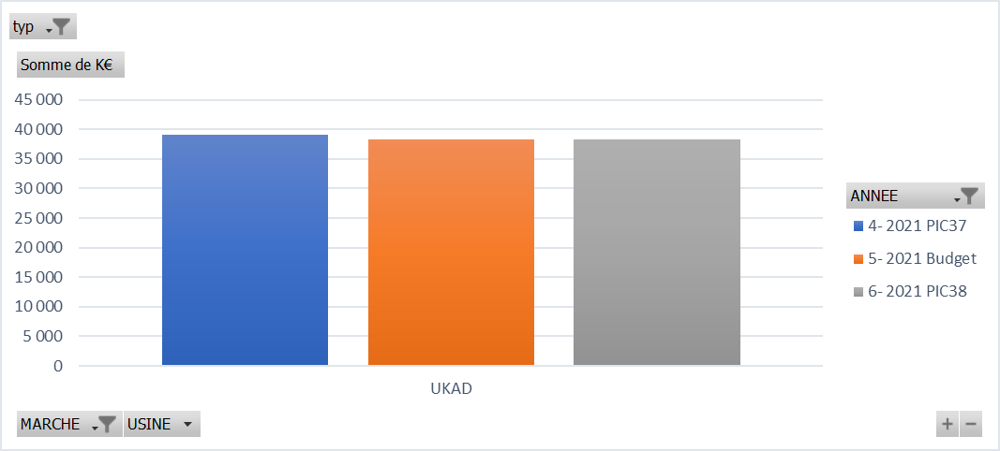 typ
Somme de K€
45 000
40 000
35 000
30 000
25 000
20 000
15 000
10 000
5 000
0
UKAD
ANNEE
4- 2021 PIC37
5- 2021 Budget
6- 2021 PIC38
MARCHE
USINE